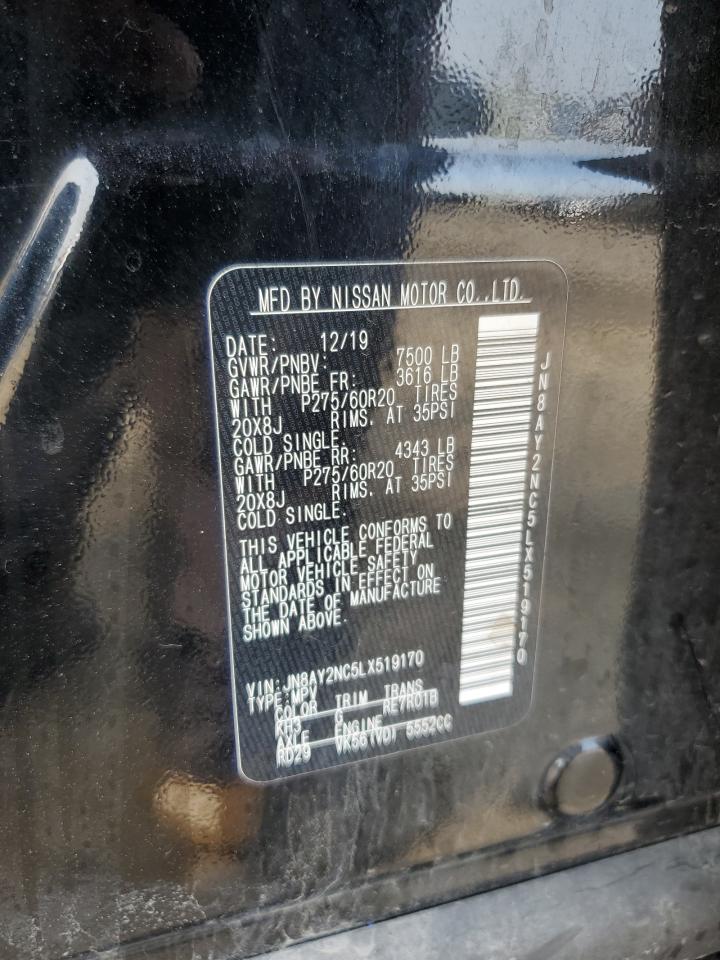 MFD BY NISSAN MOTOR CO.,LTD.
DATE: 12/19
GVWR/PNBV: 7500 LB
GAWR/PNBE FR: 3616 LB
WITH P275/60R20 TIRES
20X8J RIMS. AT 35PSI
COLD SINGLE.
GAWR/PNBE RR: 4343 LB
WITH P275/60R20 TIRES
20X8J RIMS. AT 35PSI
COLD SINGLE.
THIS VEHICLE CONFORMS TO
ALL APPLICABLE FEDERAL
MOTOR VEHICLE SAFETY
STANDARDS IN EFFECT ON
THE DATE OF MANUFACTURE
SHOWN ABOVE.
VIN:JN8AY2NC5LX519170
TYPE:MPV
COLOR TRIM TRANS
KH3 G RE7R01B
AXLE ENGINE
RD29 VK56(VD) 5552CC
JN8AY2NC5LX519170